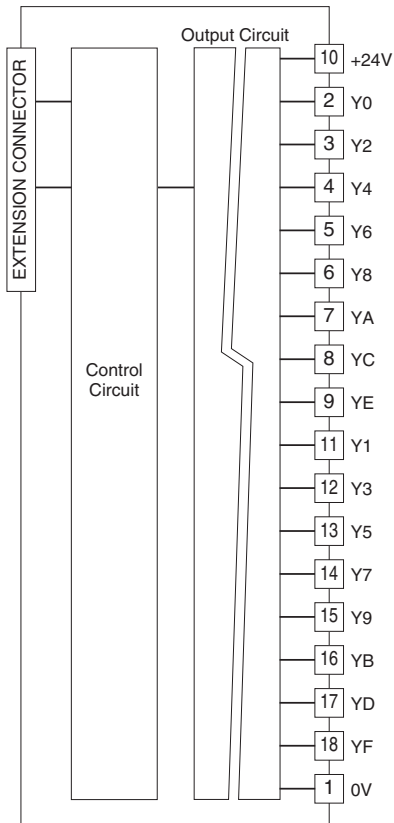 EXTENSION CONNECTOR
Control
Circuit
Output Circuit
10 +24V
2 Y0
3 Y2
4 Y4
5 Y6
6 Y8
7 YA
8 YC
9 YE
11 Y1
12 Y3
13 Y5
14 Y7
15 Y9
16 YB
17 YD
18 YF
1 0V